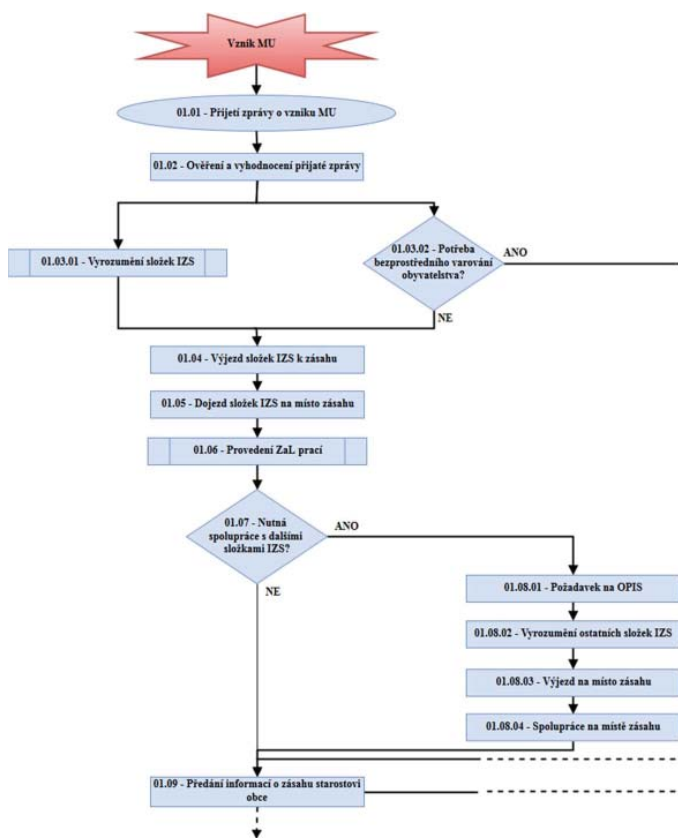 Vznik MU
01.01 - Přijetí zprávy o vzniku MU
01.02 - Ověření a vyhodnocení přijaté zprávy
01.03.01 - Vyrozumění složek IZS
01.03.02 - Potřeba
bezprostředního varování
obyvatelstva?
ANO
NE
01.04 - Výjezd složek IZS k zásahu
01.05 - Dojezd složek IZS na místo zásahu
01.06 - Provedení ZaL prací
01.07 - Nutná
spolupráce s dalšími
složkami IZS?
ANO
NE
01.08.01 - Požadavek na OPIS
01.08.02 - Vyrozumění ostatních složek IZS
01.08.03 - Výjezd na místo zásahu
01.08.04 - Spolupráce na místě zásahu
01.09 - Předání informací o zásahu starostovi
obce